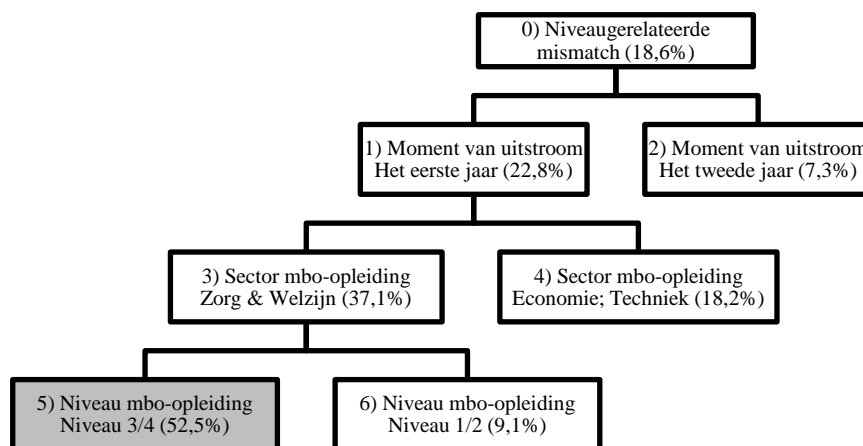 0) Niveaugerelateerde
mismatch (18,6%)
1) Moment van uitstroom
Het eerste jaar (22,8%)
2) Moment van uitstroom
Het tweede jaar (7,3%)
3) Sector mbo-opleiding
Zorg & Welzijn (37,1%)
4) Sector mbo-opleiding
Economie; Techniek (18,2%)
5) Niveau mbo-opleiding
Niveau 3/4 (52,5%)
6) Niveau mbo-opleiding
Niveau 1/2 (9,1%)